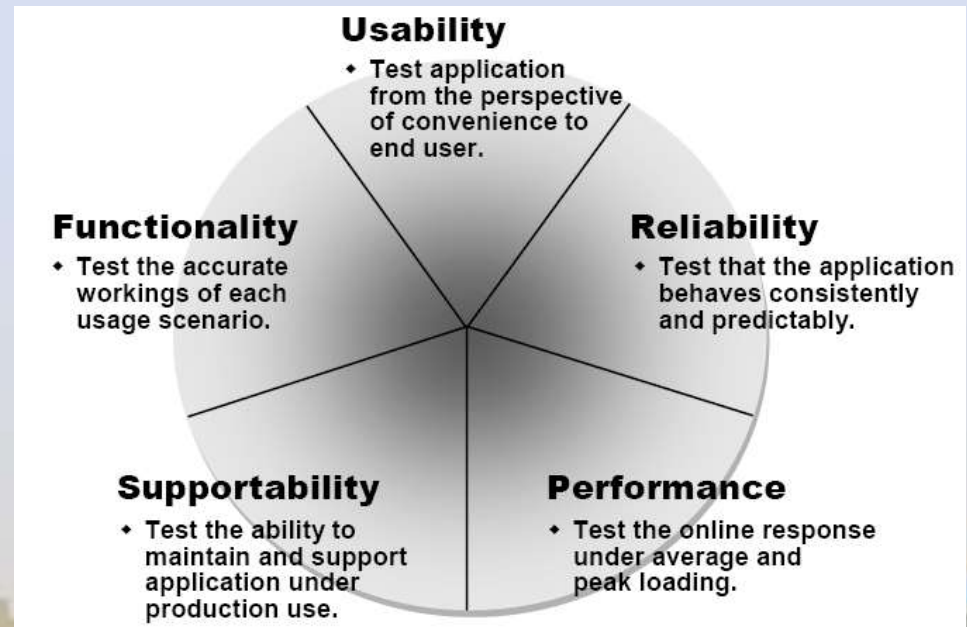 Usability
◆ Test application
from the perspective
of convenience to
end user.
Functionality
◆ Test the accurate
workings of each
usage scenario.
Reliability
◆ Test that the application
behaves consistently
and predictably.
Supportability
◆ Test the ability to
maintain and support
application under
production use.
Performance
◆ Test the online response
under average and
peak loading.